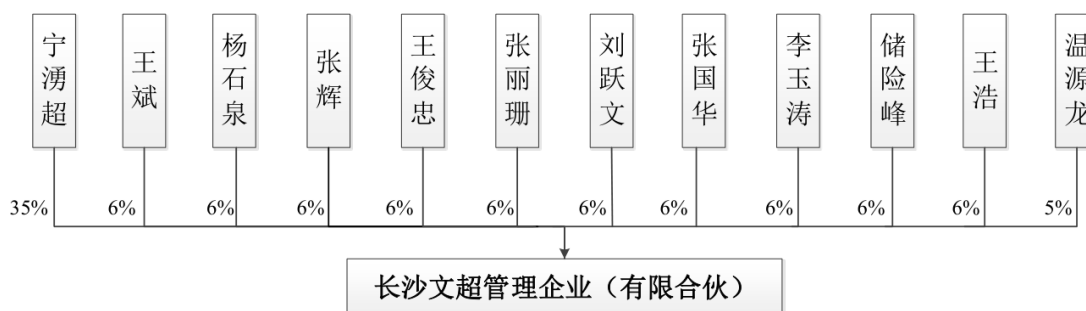 宁湧超
王斌
杨石泉
张辉
王俊忠
张丽珊
刘跃文
张国华
李玉涛
储险峰
王浩
温源龙
35%
6%
6%
6%
6%
6%
6%
6%
6%
6%
6%
5%
长沙文超管理企业（有限合伙）